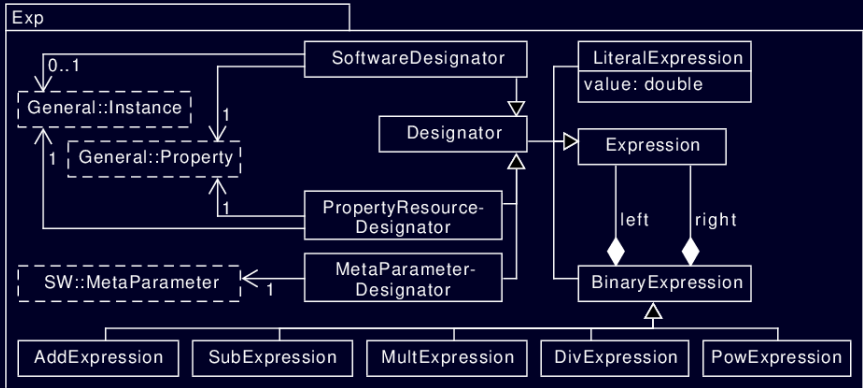 Exp
SoftwareDesignator
LiteralExpression
value: double
0..1
General::Instance
1
Designator
Expression
General::Property
1
1
PropertyResource-
Designator
left
right
SW::MetaParameter
1
MetaParameter-
Designator
BinaryExpression
AddExpression
SubExpression
MultExpression
DivExpression
PowExpression